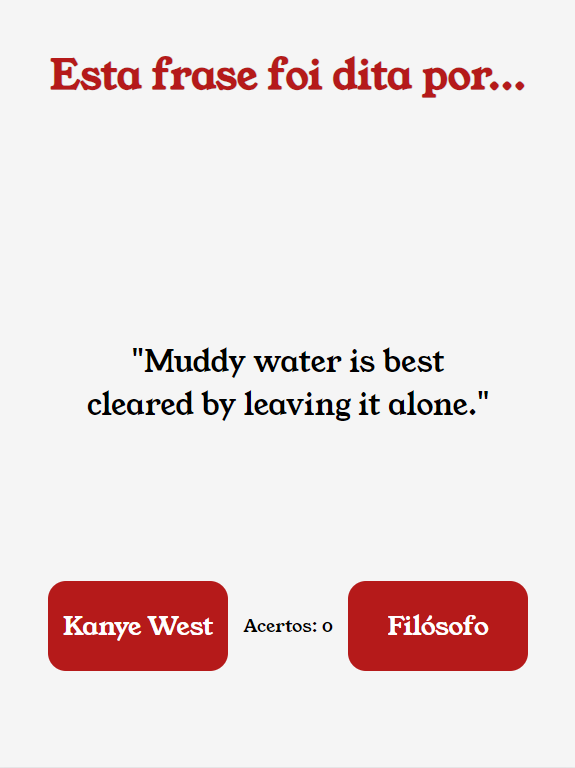 Esta frase foi dita por...
"Muddy water is best
cleared by leaving it alone."
Kanye West
Acertos: 0
Filósofo